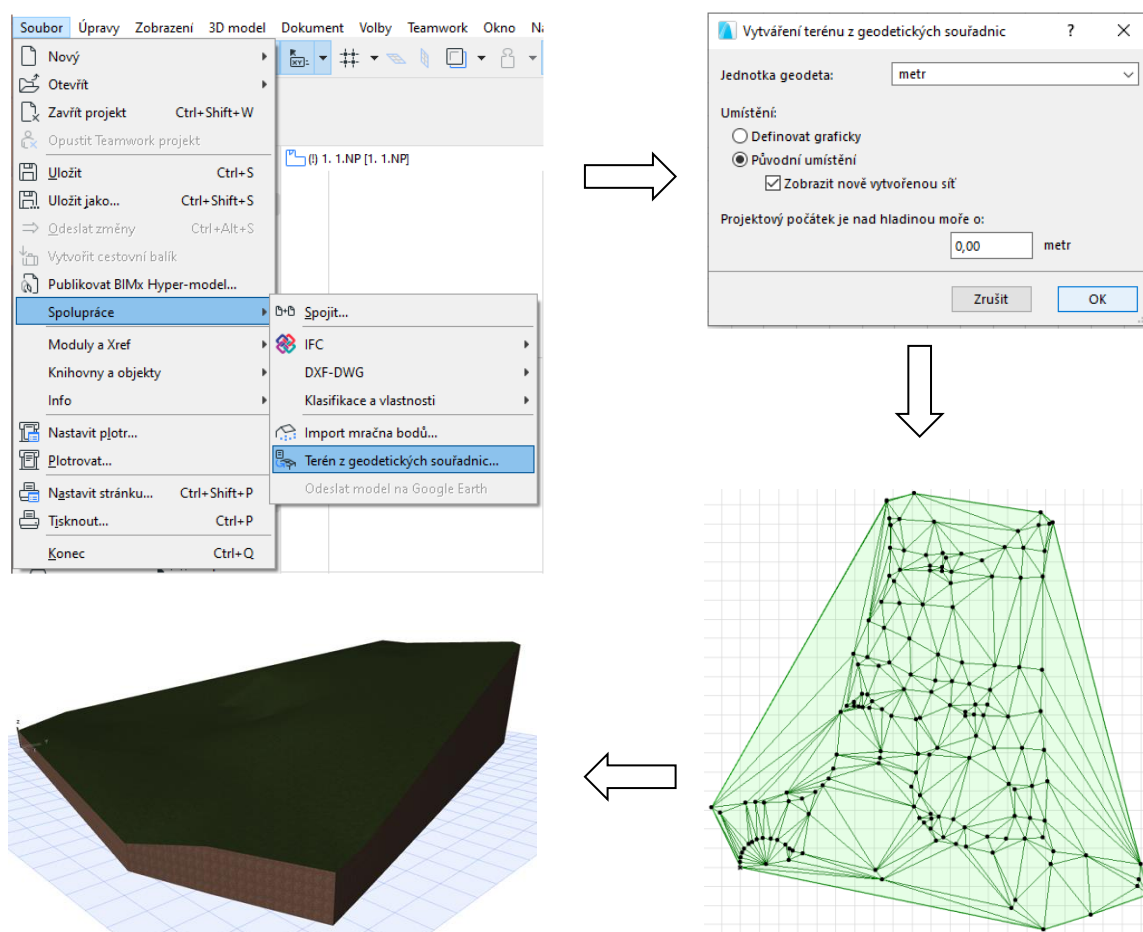 Soubor Úpravy Zobrazení 3D model Dokument Volby Teamwork Okno
Nový
Otevřít
Zavřít projekt Ctrl+Shift+W
Opustit Teamwork projekt
Uložit Ctrl+S
Uložit jako... Ctrl+Shift+S
Odeslat změny Ctrl+Alt+S
Vytvořit cestovní balík
Publikovat BIMx Hyper-model...
Spolupráce
Moduly a Xref
Knihovny a objekty
Info
Nastavit plotr...
Plotrovat...
Nastavit stránku... Ctrl+Shift+P
Tisknout... Ctrl+P
Konec Ctrl+Q
(!) 1. 1.NP [1. 1.NP]
Spojit...
IFC
DXF-DWG
Klasifikace a vlastnosti
Import mračna bodů...
Terén z geodetických souřadnic...
Odeslat model na Google Earth
Vytváření terénu z geodetických souřadnic ? ×
Jednotka geodeta: metr
Umístění:
Definovat graficky
Původní umístění
Zobrazit nově vytvořenou síť
Projektový počátek je nad hladinou moře o:
0,00 metr
Zrušit OK